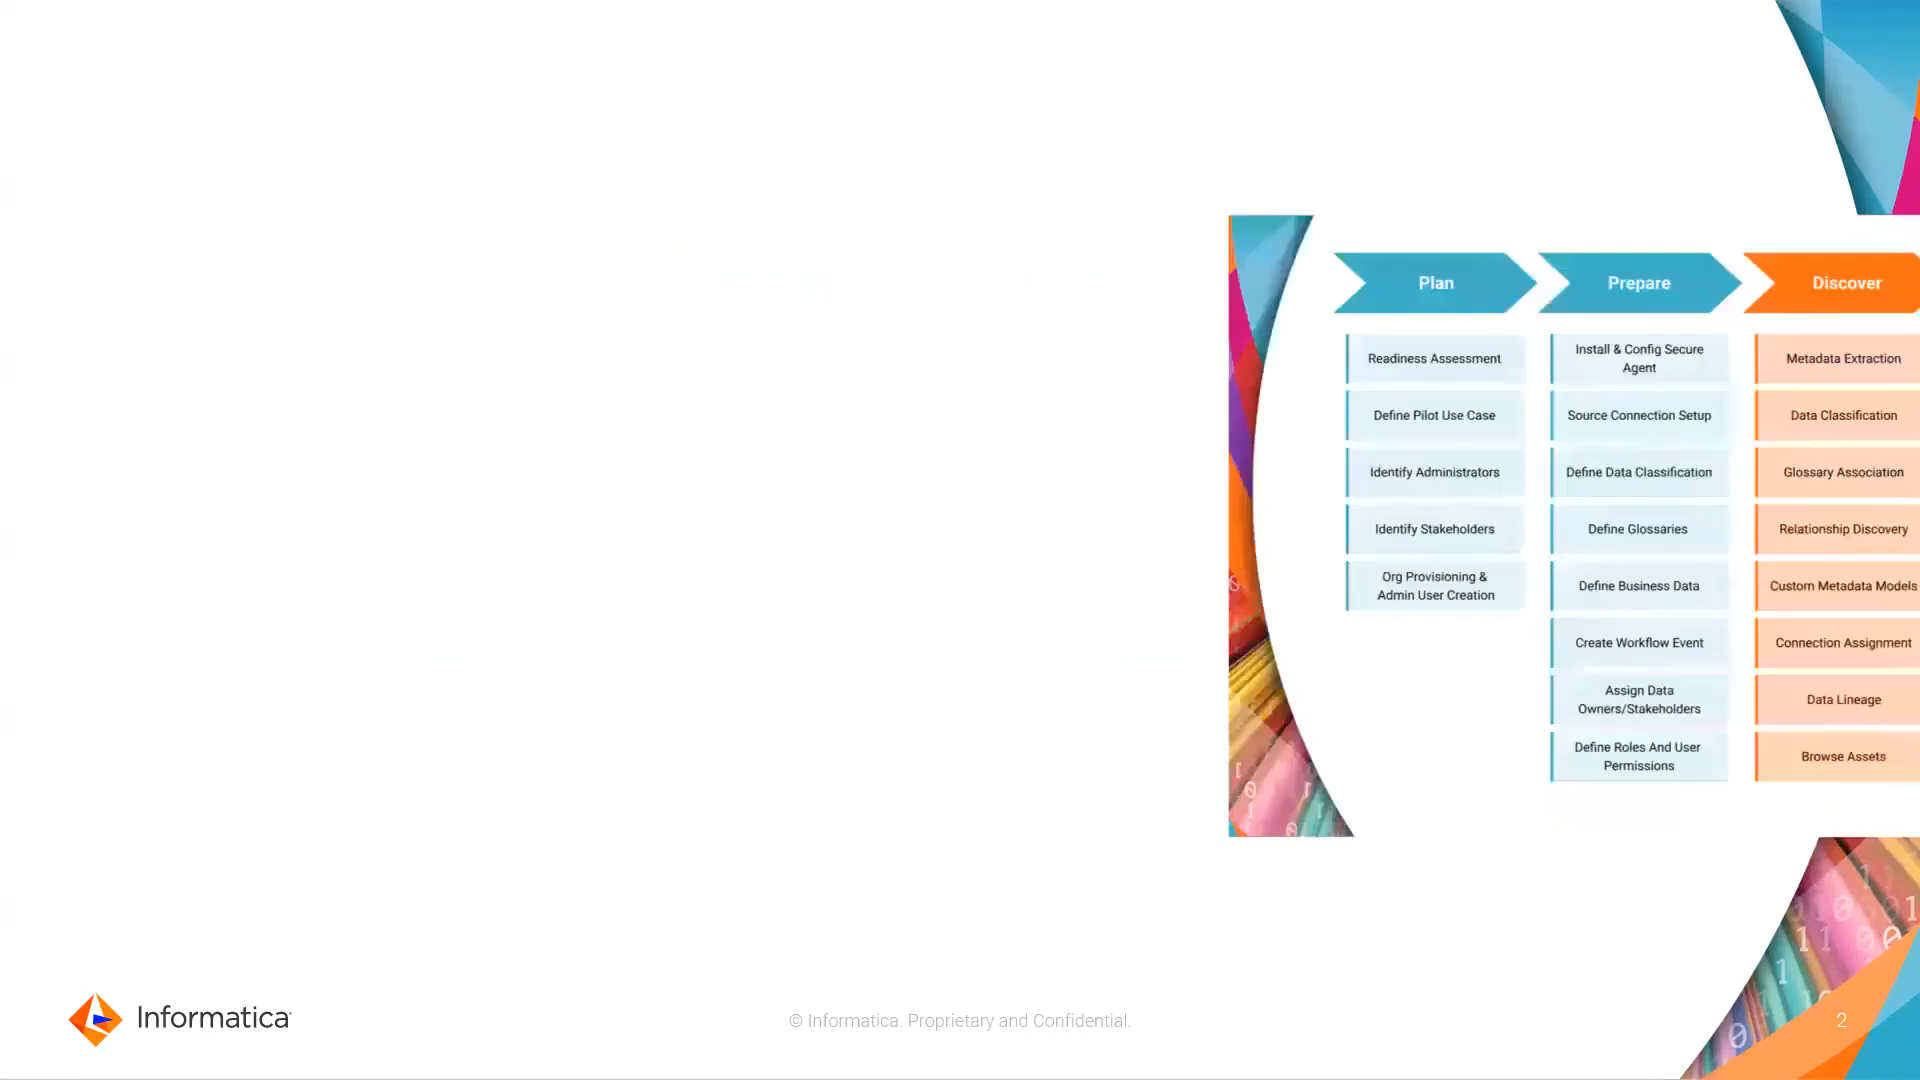 Plan
Prepare
Discover
Readiness Assessment
Define Pilot Use Case
Identify Administrators
Identify Stakeholders
Org Provisioning &
Admin User Creation
Install & Config Secure
Agent
Source Connection Setup
Define Data Classification
Define Glossaries
Define Business Data
Create Workflow Event
Assign Data
Owners/Stakeholders
Define Roles And User
Permissions
Metadata Extraction
Data Classification
Glossary Association
Relationship Discovery
Custom Metadata Models
Connection Assignment
Data Lineage
Browse Assets
Informatica
© Informatica. Proprietary and Confidential.
2